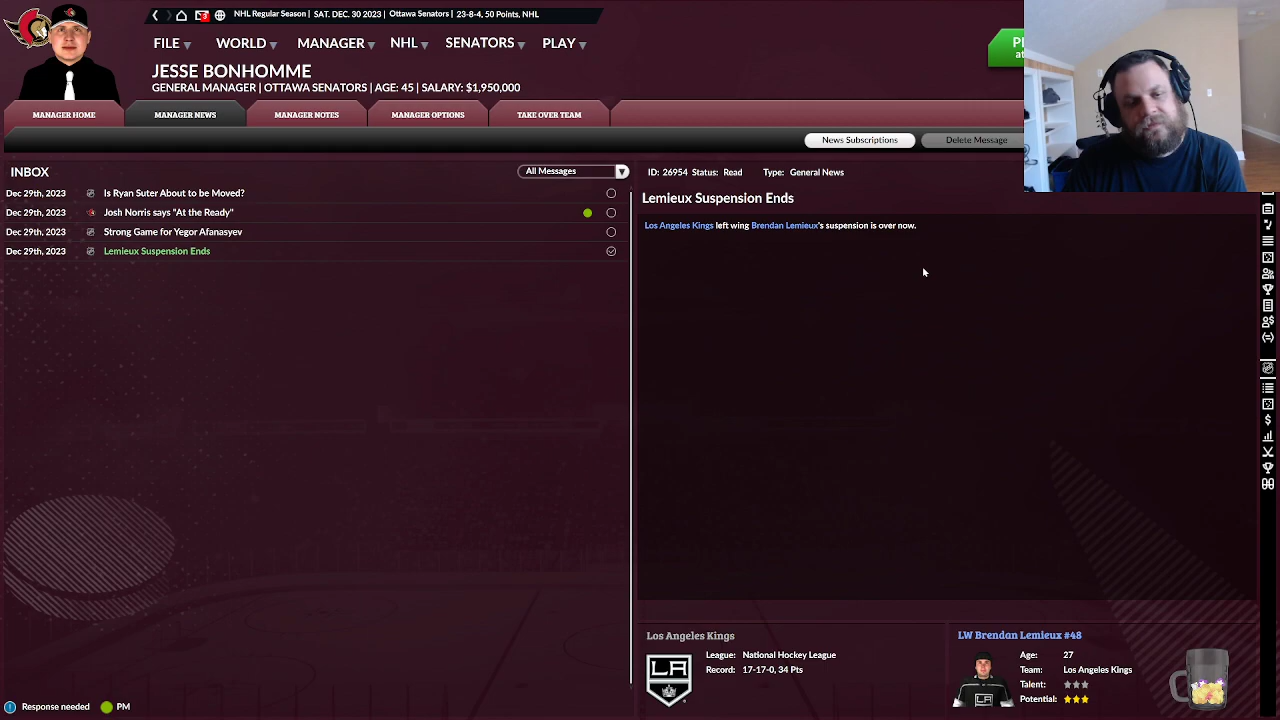 NHL Regular Season | SAT. DEC. 30 2023 | Ottawa Senators | 23-8-4, 50 Points, NHL
3
FILE WORLD MANAGER NHL SENATORS PLAY
JESSE BONHOMME
GENERAL MANAGER | OTTAWA SENATORS | AGE: 45 | SALARY: $1,950,000
MANAGER HOME MANAGER NEWS MANAGER NOTES MANAGER OPTIONS TAKE OVER TEAM
News Subscriptions Delete Message
INBOX All Messages
Dec 29th, 2023 Is Ryan Suter About to be Moved?
Dec 29th, 2023 Josh Norris says "At the Ready"
Dec 29th, 2023 Strong Game for Yegor Afanasyev
Dec 29th, 2023 Lemieux Suspension Ends
ID: 26954 Status: Read Type: General News
Lemieux Suspension Ends
Los Angeles Kings left wing Brendan Lemieux's suspension is over now.
Los Angeles Kings
League: National Hockey League
Record: 17-17-0, 34 Pts
LA
LW Brendan Lemieux #48
Age: 27
Team: Los Angeles Kings
Talent:
Potential:
Response needed PM